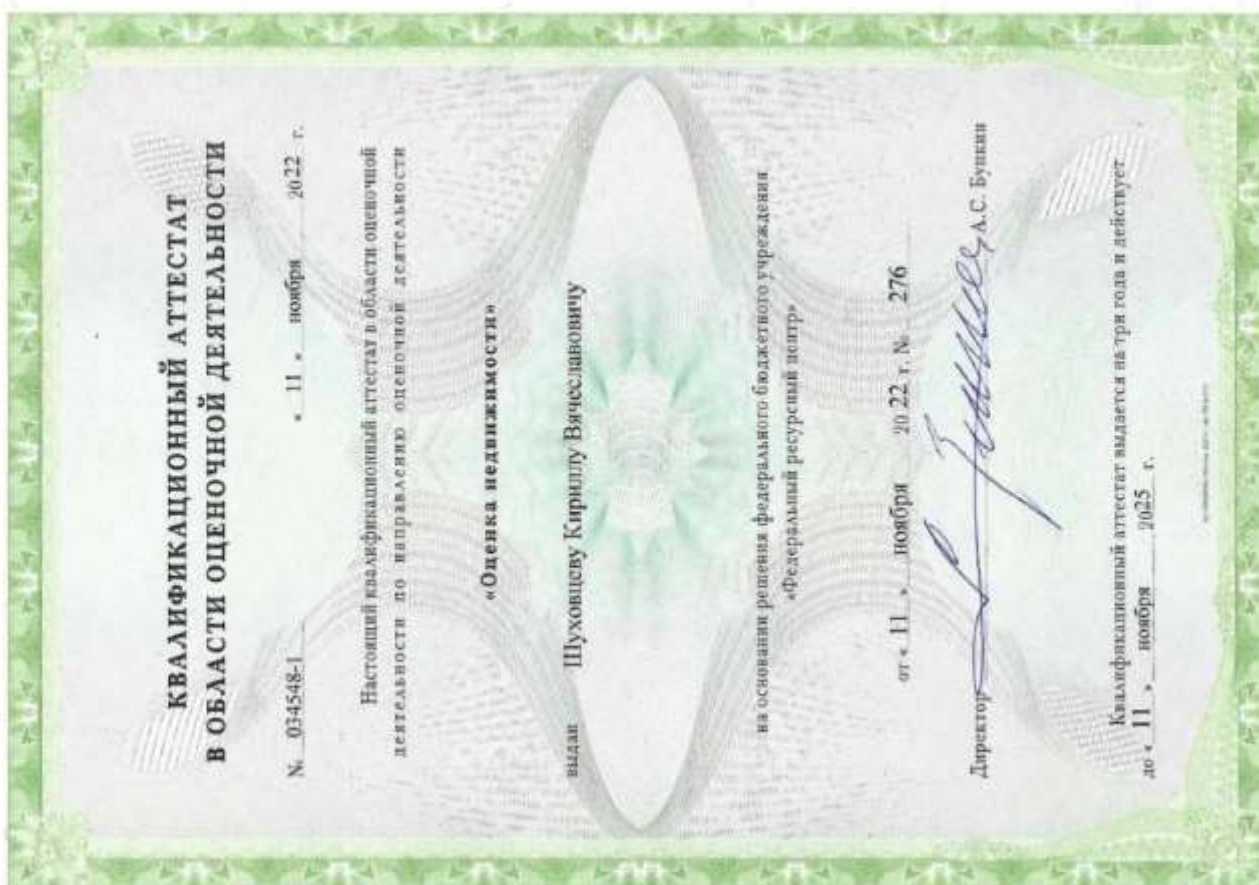 КВАЛИФИКАЦИОННЫЙ АТТЕСТАТ
В ОБЛАСТИ ОЦЕНОЧНОЙ ДЕЯТЕЛЬНОСТИ
№ 034548-1 « 11 » ноября 2022 г.
Настоящий квалификационный аттестат в области оценочной
деятельности по направлению оценочной деятельности
«Оценка недвижимости»
выдан Шуховцеву Кириллу Вячеславовичу
на основании решения федерального бюджетного учреждения
«Федеральный ресурсный центр»
от « 11 » ноября 2022 г. № 276
Директор А.С. Бункин
Квалификационный аттестат выдается на три года и действует
до « 11 » ноября 2025 г.